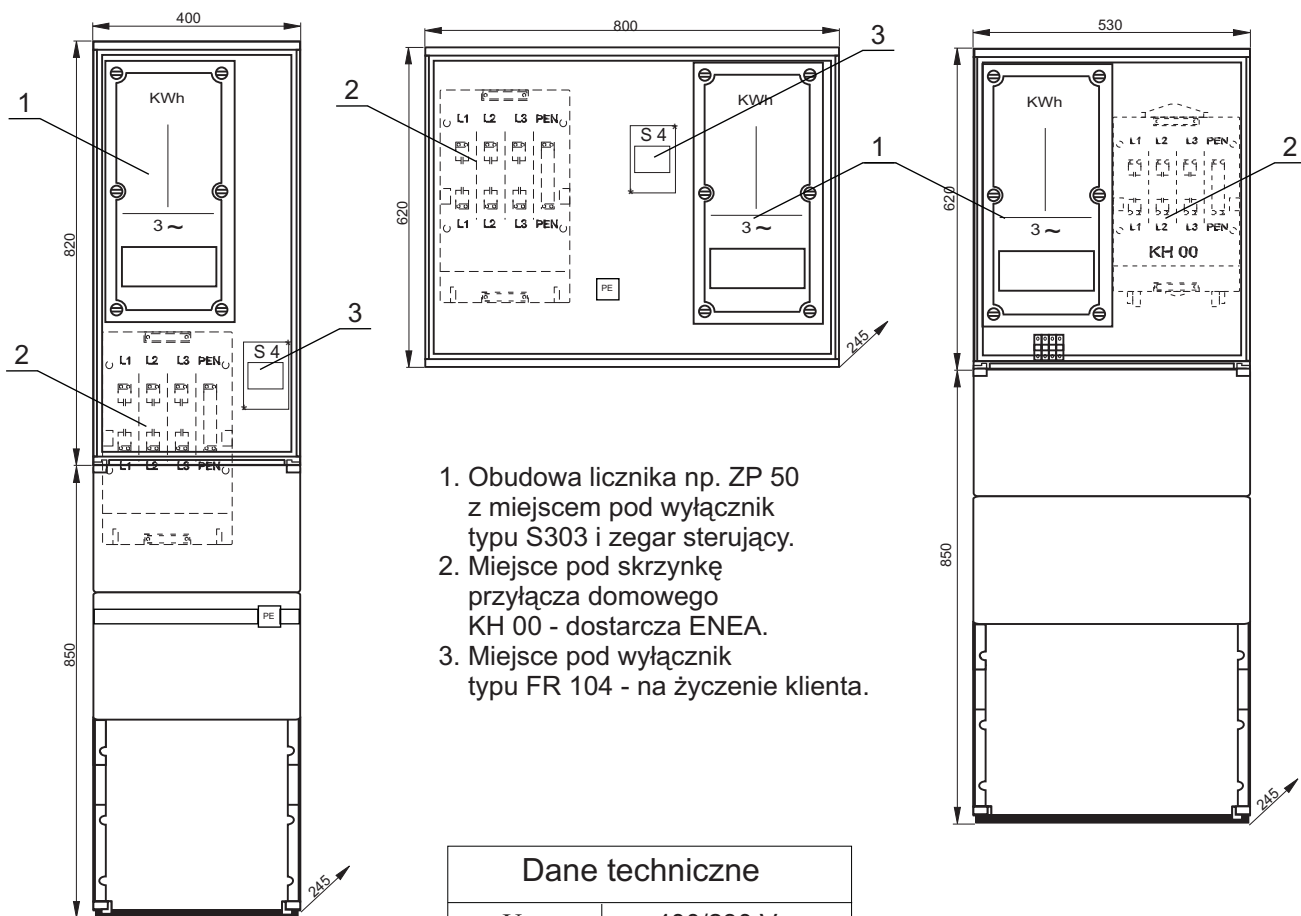 400
820
850
245
1
KWh
3 ~
2
3
L1 L2 L3 PEN
S 4
L1 L2 L3 PEN
PE
800
620
245
2
3
1
L1 L2 L3 PEN
L1 L2 L3 PEN
S 4
PE
KWh
3 ~
530
620
850
245
2
KWh
3 ~
L1 L2 L3 PEN
L1 L2 L3 PEN
KH 00
1. Obudowa licznika np. ZP 50
z miejscem pod wyłącznik
typu S303 i zegar sterujący.
2. Miejsce pod skrzynkę
przyłącza domowego
KH 00 - dostarcza ENEA.
3. Miejsce pod wyłącznik
typu FR 104 - na życzenie klienta.
Dane techniczne